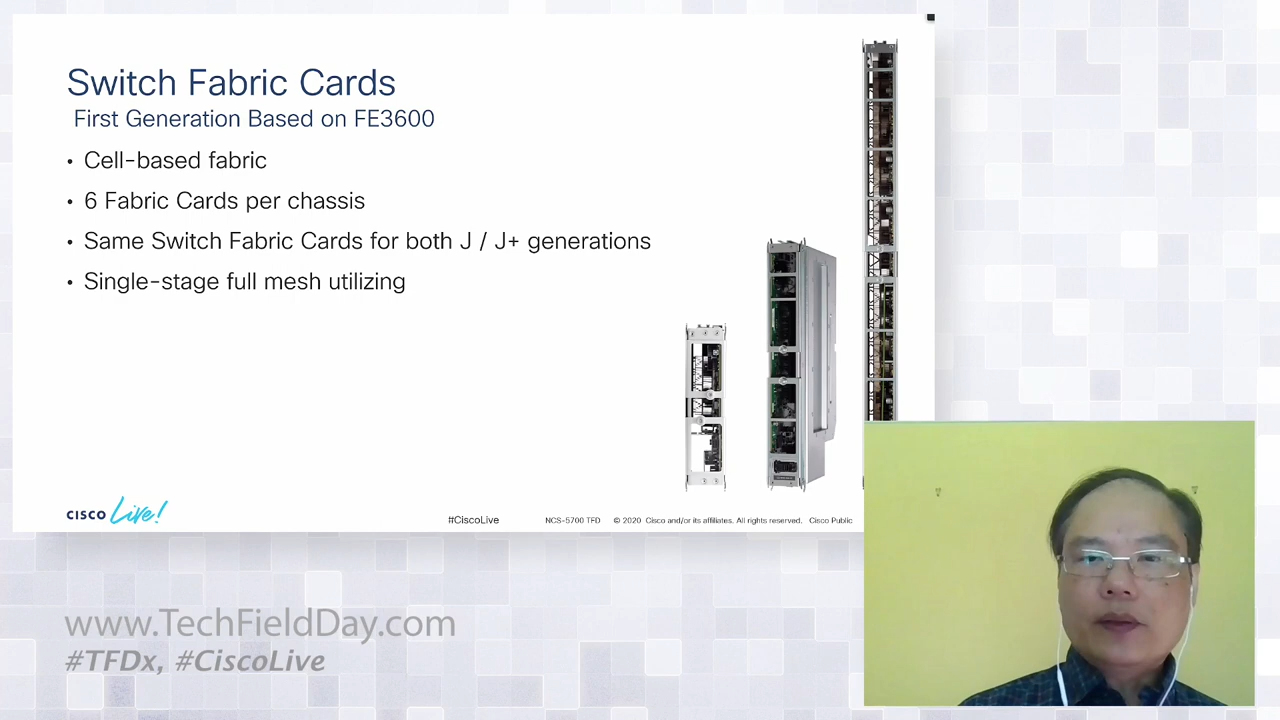 Switch Fabric Cards
First Generation Based on FE3600
• Cell-based fabric
• 6 Fabric Cards per chassis
• Same Switch Fabric Cards for both J / J+ generations
• Single-stage full mesh utilizing
CISCO Live!
#CiscoLive
NCS-5700 TFD
© 2020 Cisco and/or its affiliates. All rights reserved. Cisco Public
www.TechFieldDay.com
#TFDx, #CiscoLive